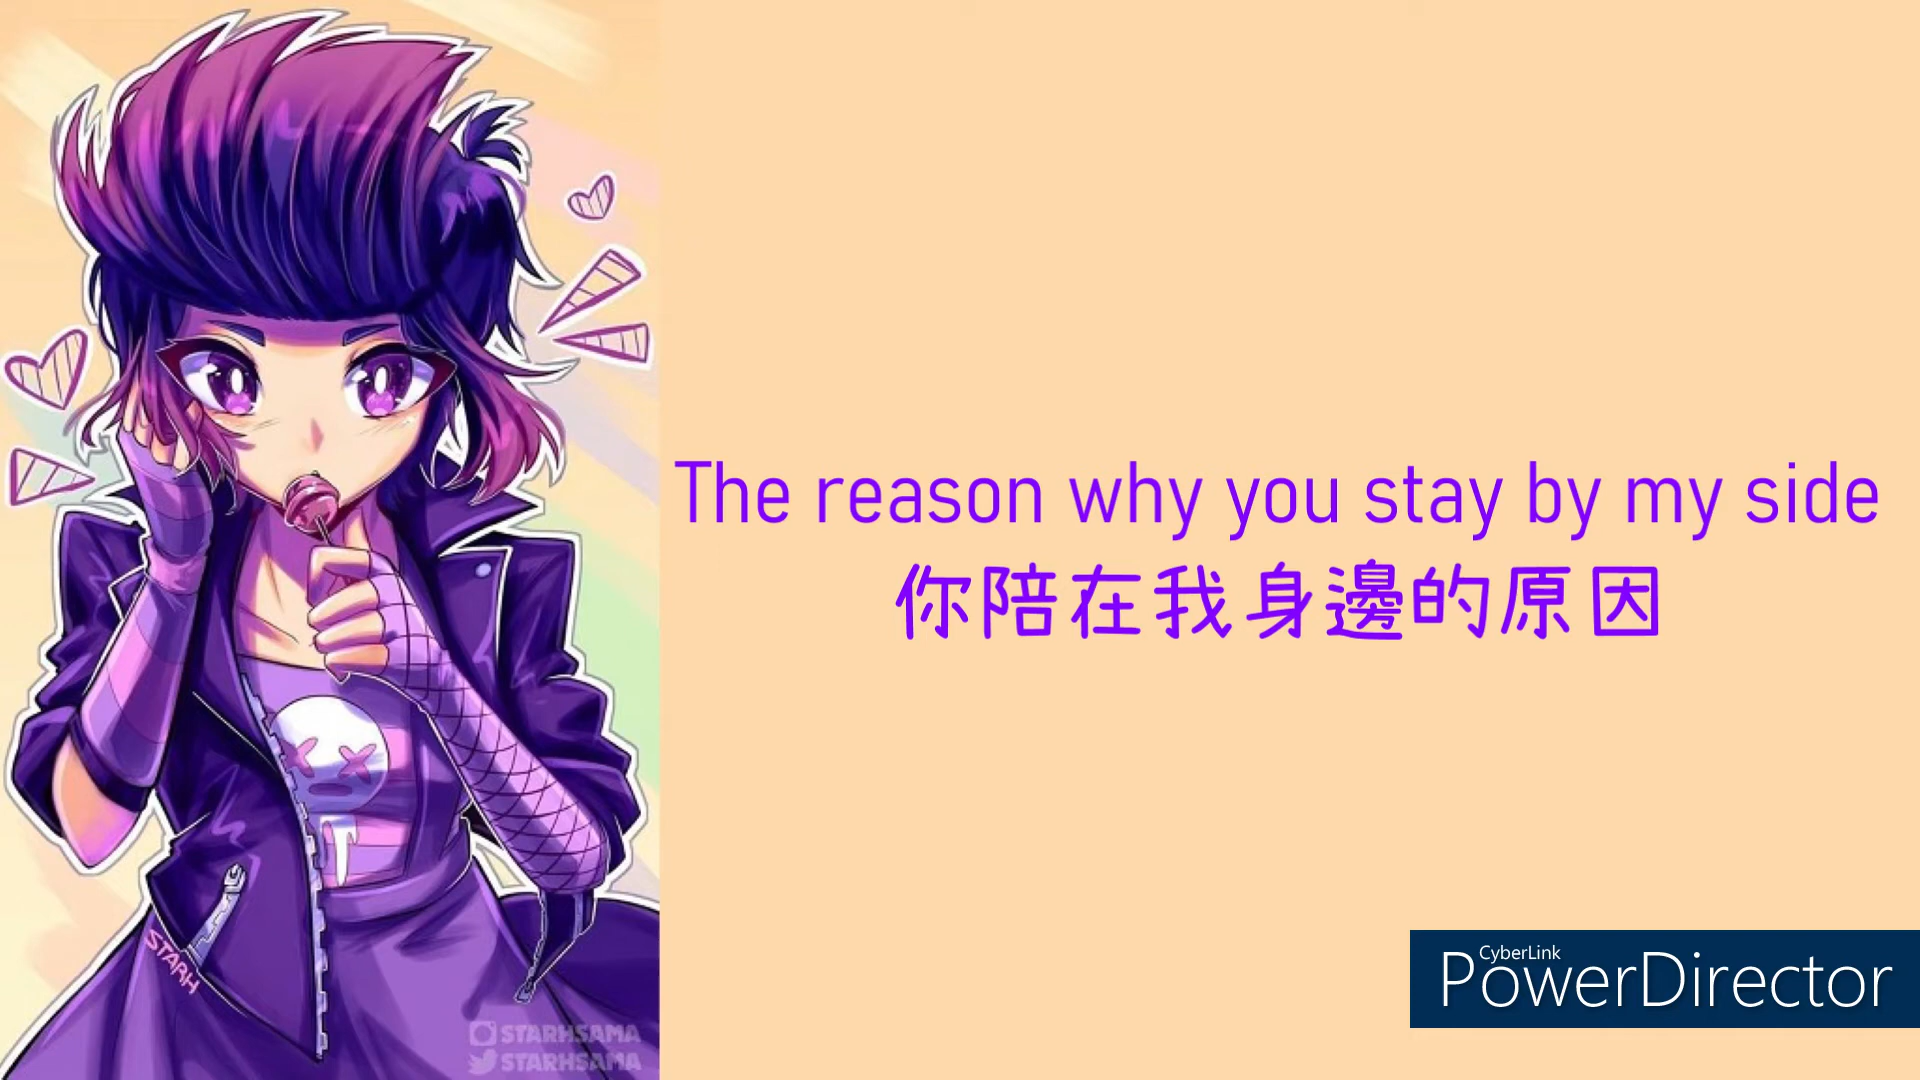 The reason why you stay by my side
你陪在我身邊的原因
STARH
STARHSAMA
STARHSAMA
CyberLink
PowerDirector